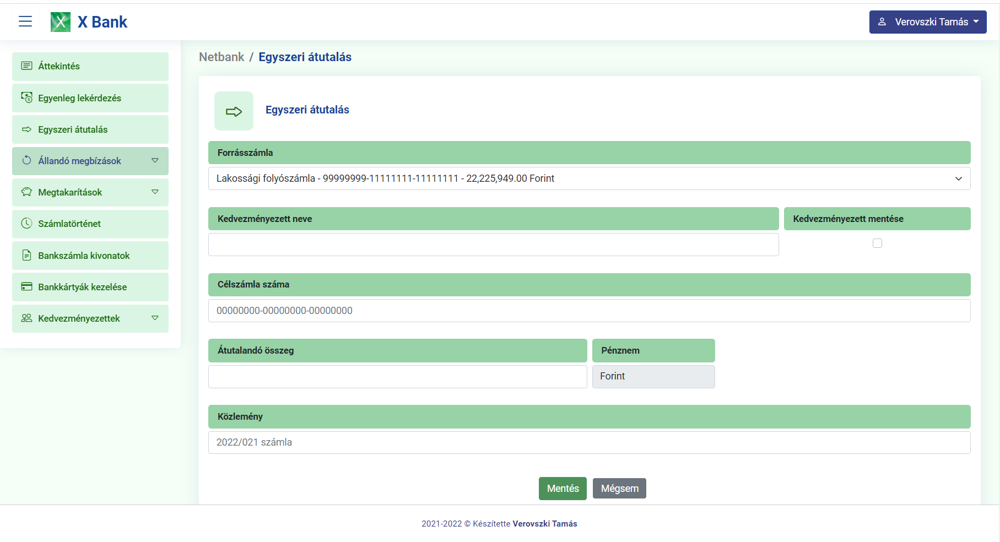 X Bank
Verovszki Tamás
Áttekintés
Egyenleg lekérdezés
Egyszeri átutalás
Állandó megbízások
Megtakarítások
Számlatörténet
Bankszámla kivonatok
Bankkártyák kezelése
Kedvezményezettek
Netbank / Egyszeri átutalás
Egyszeri átutalás
Forrásszámla
Lakossági folyószámla - 99999999-11111111-11111111 - 22,225,949.00 Forint
Kedvezményezett neve
Kedvezményezett mentése
Célszámla száma
00000000-00000000-00000000
Átutalandó összeg
Pénznem
Forint
Közlemény
2022/021 számla
Mentés
Mégsem
2021-2022 © Készítette Verovszki Tamás